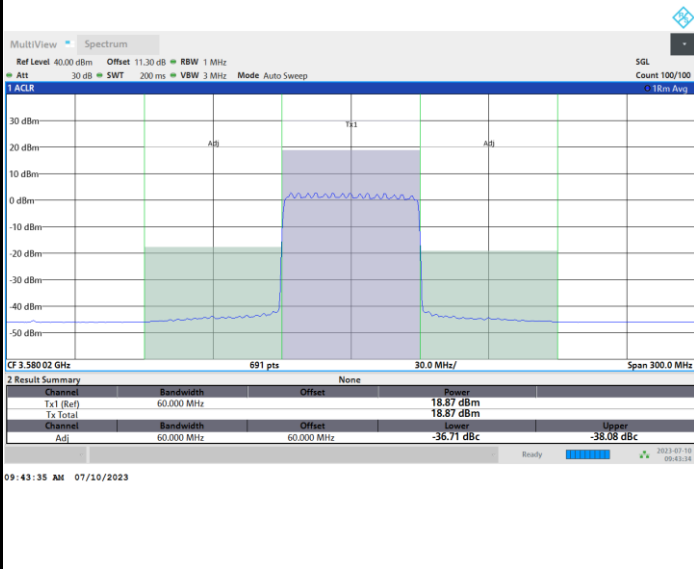 MultiView Spectrum
Ref Level 40.00 dBm Offset 11.30 dB RBW 1 MHz SGL
Att 30 dB SWT 200 ms VBW 3 MHz Mode Auto Sweep Count 100/100
1 ACLR 1Rm Avg
30 dBm
Tx1
20 dBm Adj Adj
10 dBm
0 dBm
-10 dBm
-20 dBm
-30 dBm
-40 dBm
-50 dBm
CF 3.580 02 GHz 691 pts 30.0 MHz/ Span 300.0 MHz
2 Result Summary None
Channel Bandwidth Offset Power
Tx1 (Ref) 60.000 MHz 18.87 dBm
Tx Total 18.87 dBm
Channel Bandwidth Offset Lower Upper
Adj 60.000 MHz 60.000 MHz -36.71 dBc -38.08 dBc
Ready 2023-07-10
09:43:34
09:43:35 AM 07/10/2023